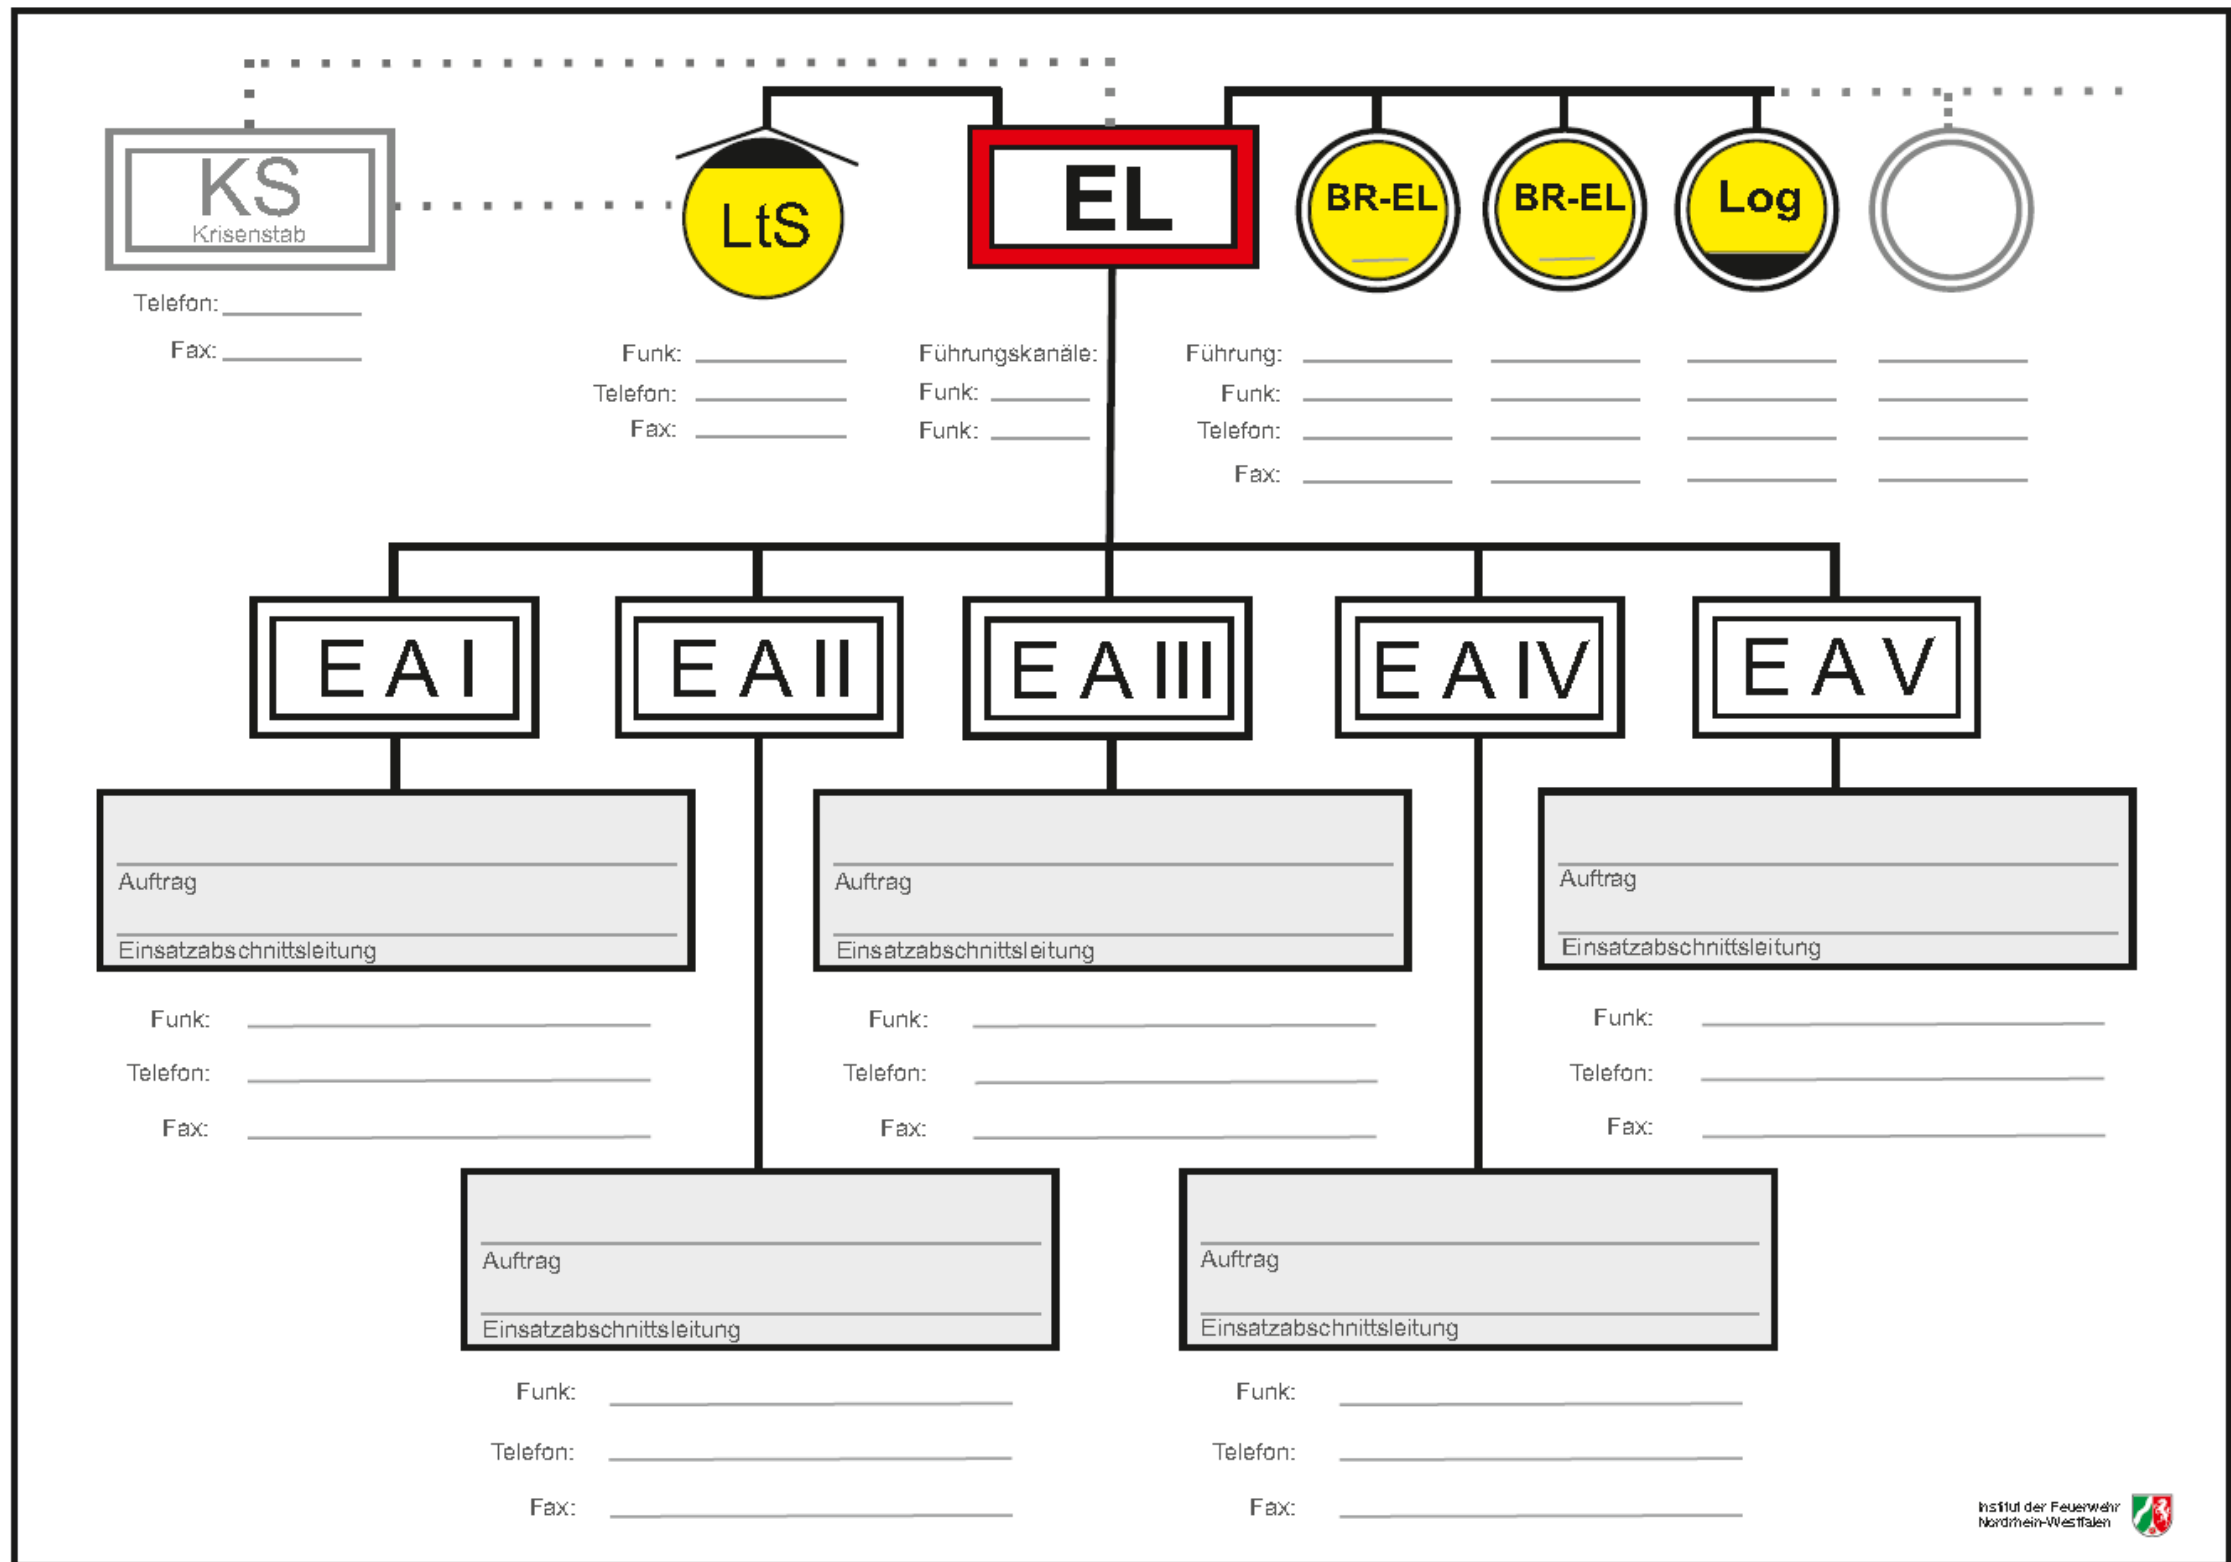 KS
Krisenstab
LtS
EL
BR-EL
BR-EL
Log
Telefon:
Fax:
Funk:
Telefon:
Fax:
Führungskanäle:
Funk:
Funk:
Führung:
Funk:
Telefon:
Fax:
E A I
E A II
E A III
E A IV
E A V
Auftrag
Einsatzabschnittsleitung
Funk:
Telefon:
Fax:
Auftrag
Einsatzabschnittsleitung
Funk:
Telefon:
Fax:
Auftrag
Einsatzabschnittsleitung
Funk:
Telefon:
Fax:
Auftrag
Einsatzabschnittsleitung
Funk:
Telefon:
Fax:
Auftrag
Einsatzabschnittsleitung
Funk:
Telefon:
Fax:
Institut der Feuerwehr
Nordrhein-Westfalen